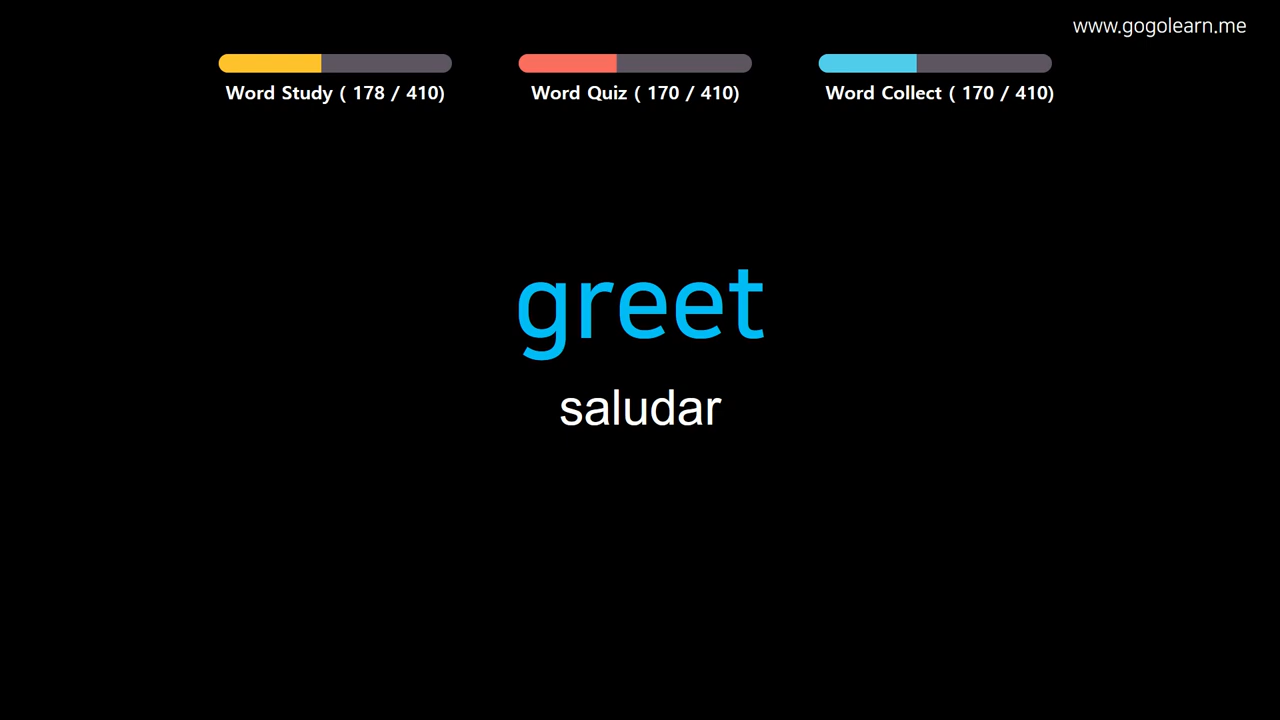 www.gogolearn.me
Word Study ( 178 / 410)
Word Quiz ( 170 / 410)
Word Collect ( 170 / 410)
greet
saludar